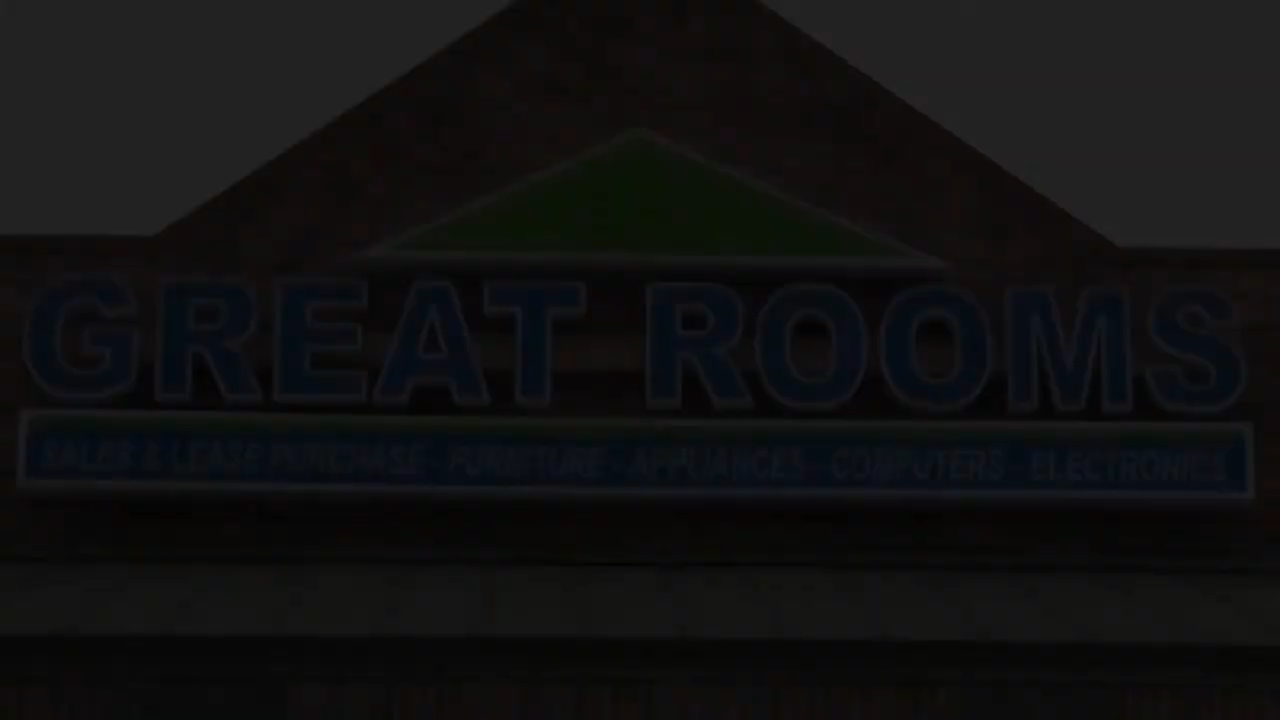 GREAT ROOMS
SALES & LEASE PURCHASE - FURNITURE - APPLIANCES - COMPUTERS - ELECTRONICS